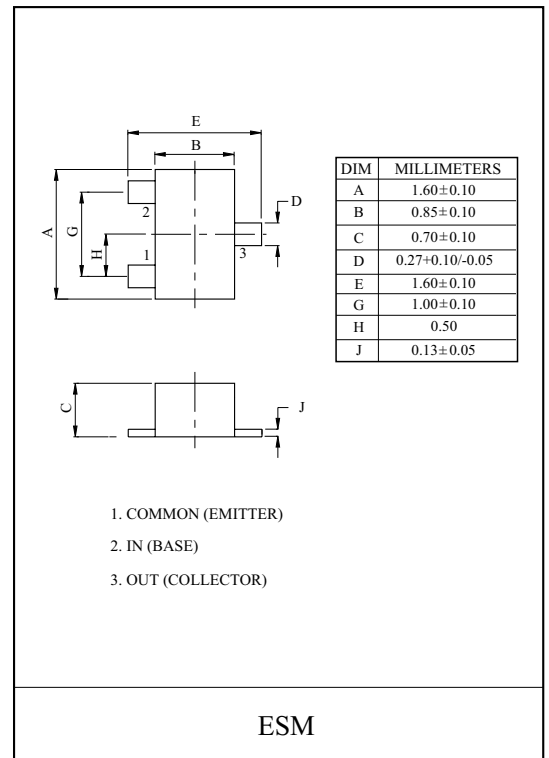 E
B
D
A
G
H
2
1
3
DIM MILLIMETERS
A 1.60±0.10
B 0.85±0.10
C 0.70±0.10
D 0.27+0.10/-0.05
E 1.60±0.10
G 1.00±0.10
H 0.50
J 0.13±0.05
C
J
1. COMMON (EMITTER)
2. IN (BASE)
3. OUT (COLLECTOR)
ESM